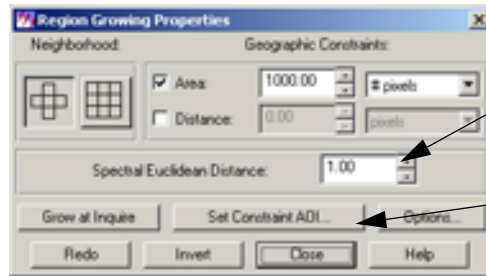 Region Growing Properties
Neighborhood: Geographic Constraints:
Area: 1000.00 # pixels
Distance: 0.00 pixels
Spectral Euclidean Distance: 1.00
Grow at Inquire Set Constraint AOI... Options...
Redo Invert Close Help